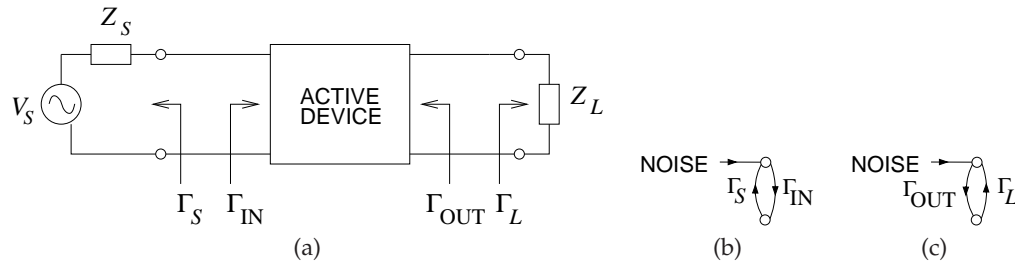 Z_S
V_S
ACTIVE
DEVICE
Z_L
Γ_S Γ_IN Γ_OUT Γ_L
(a)
NOISE
Γ_S Γ_IN
(b)
NOISE
Γ_OUT Γ_L
(c)